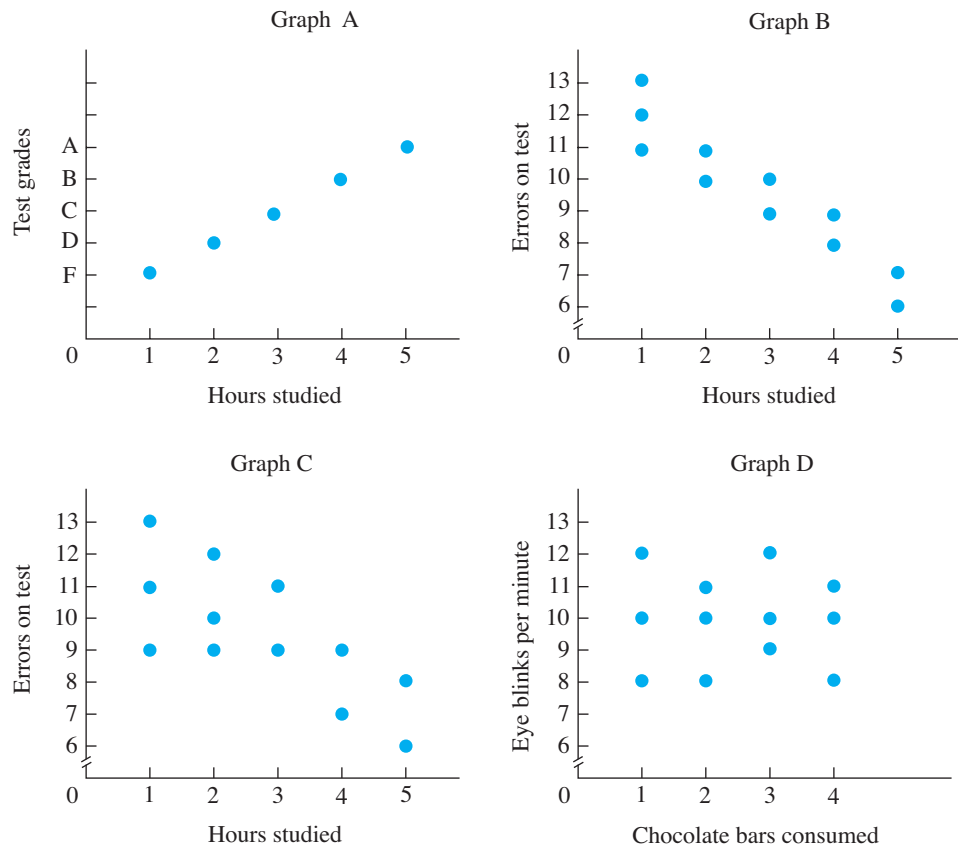 Graph A
Test grades
A
B
C
D
F
0
1 2 3 4 5
Hours studied
Graph B
Errors on test
13
12
11
10
9
8
7
6
0
1 2 3 4 5
Hours studied
Graph C
Errors on test
13
12
11
10
9
8
7
6
0
1 2 3 4 5
Hours studied
Graph D
Eye blinks per minute
13
12
11
10
9
8
7
6
0
1 2 3 4
Chocolate bars consumed